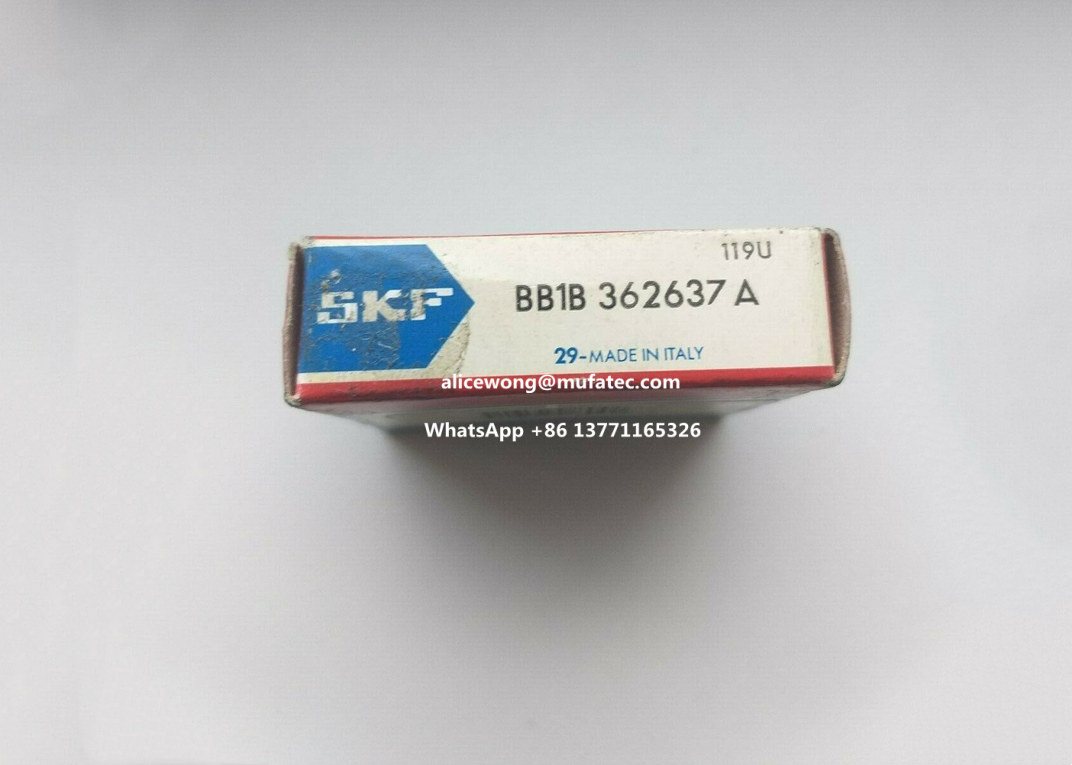 119U
SKF
BB1B 362637 A
29-MADE IN ITALY
alicewong@mufatec.com
WhatsApp +86 13771165326